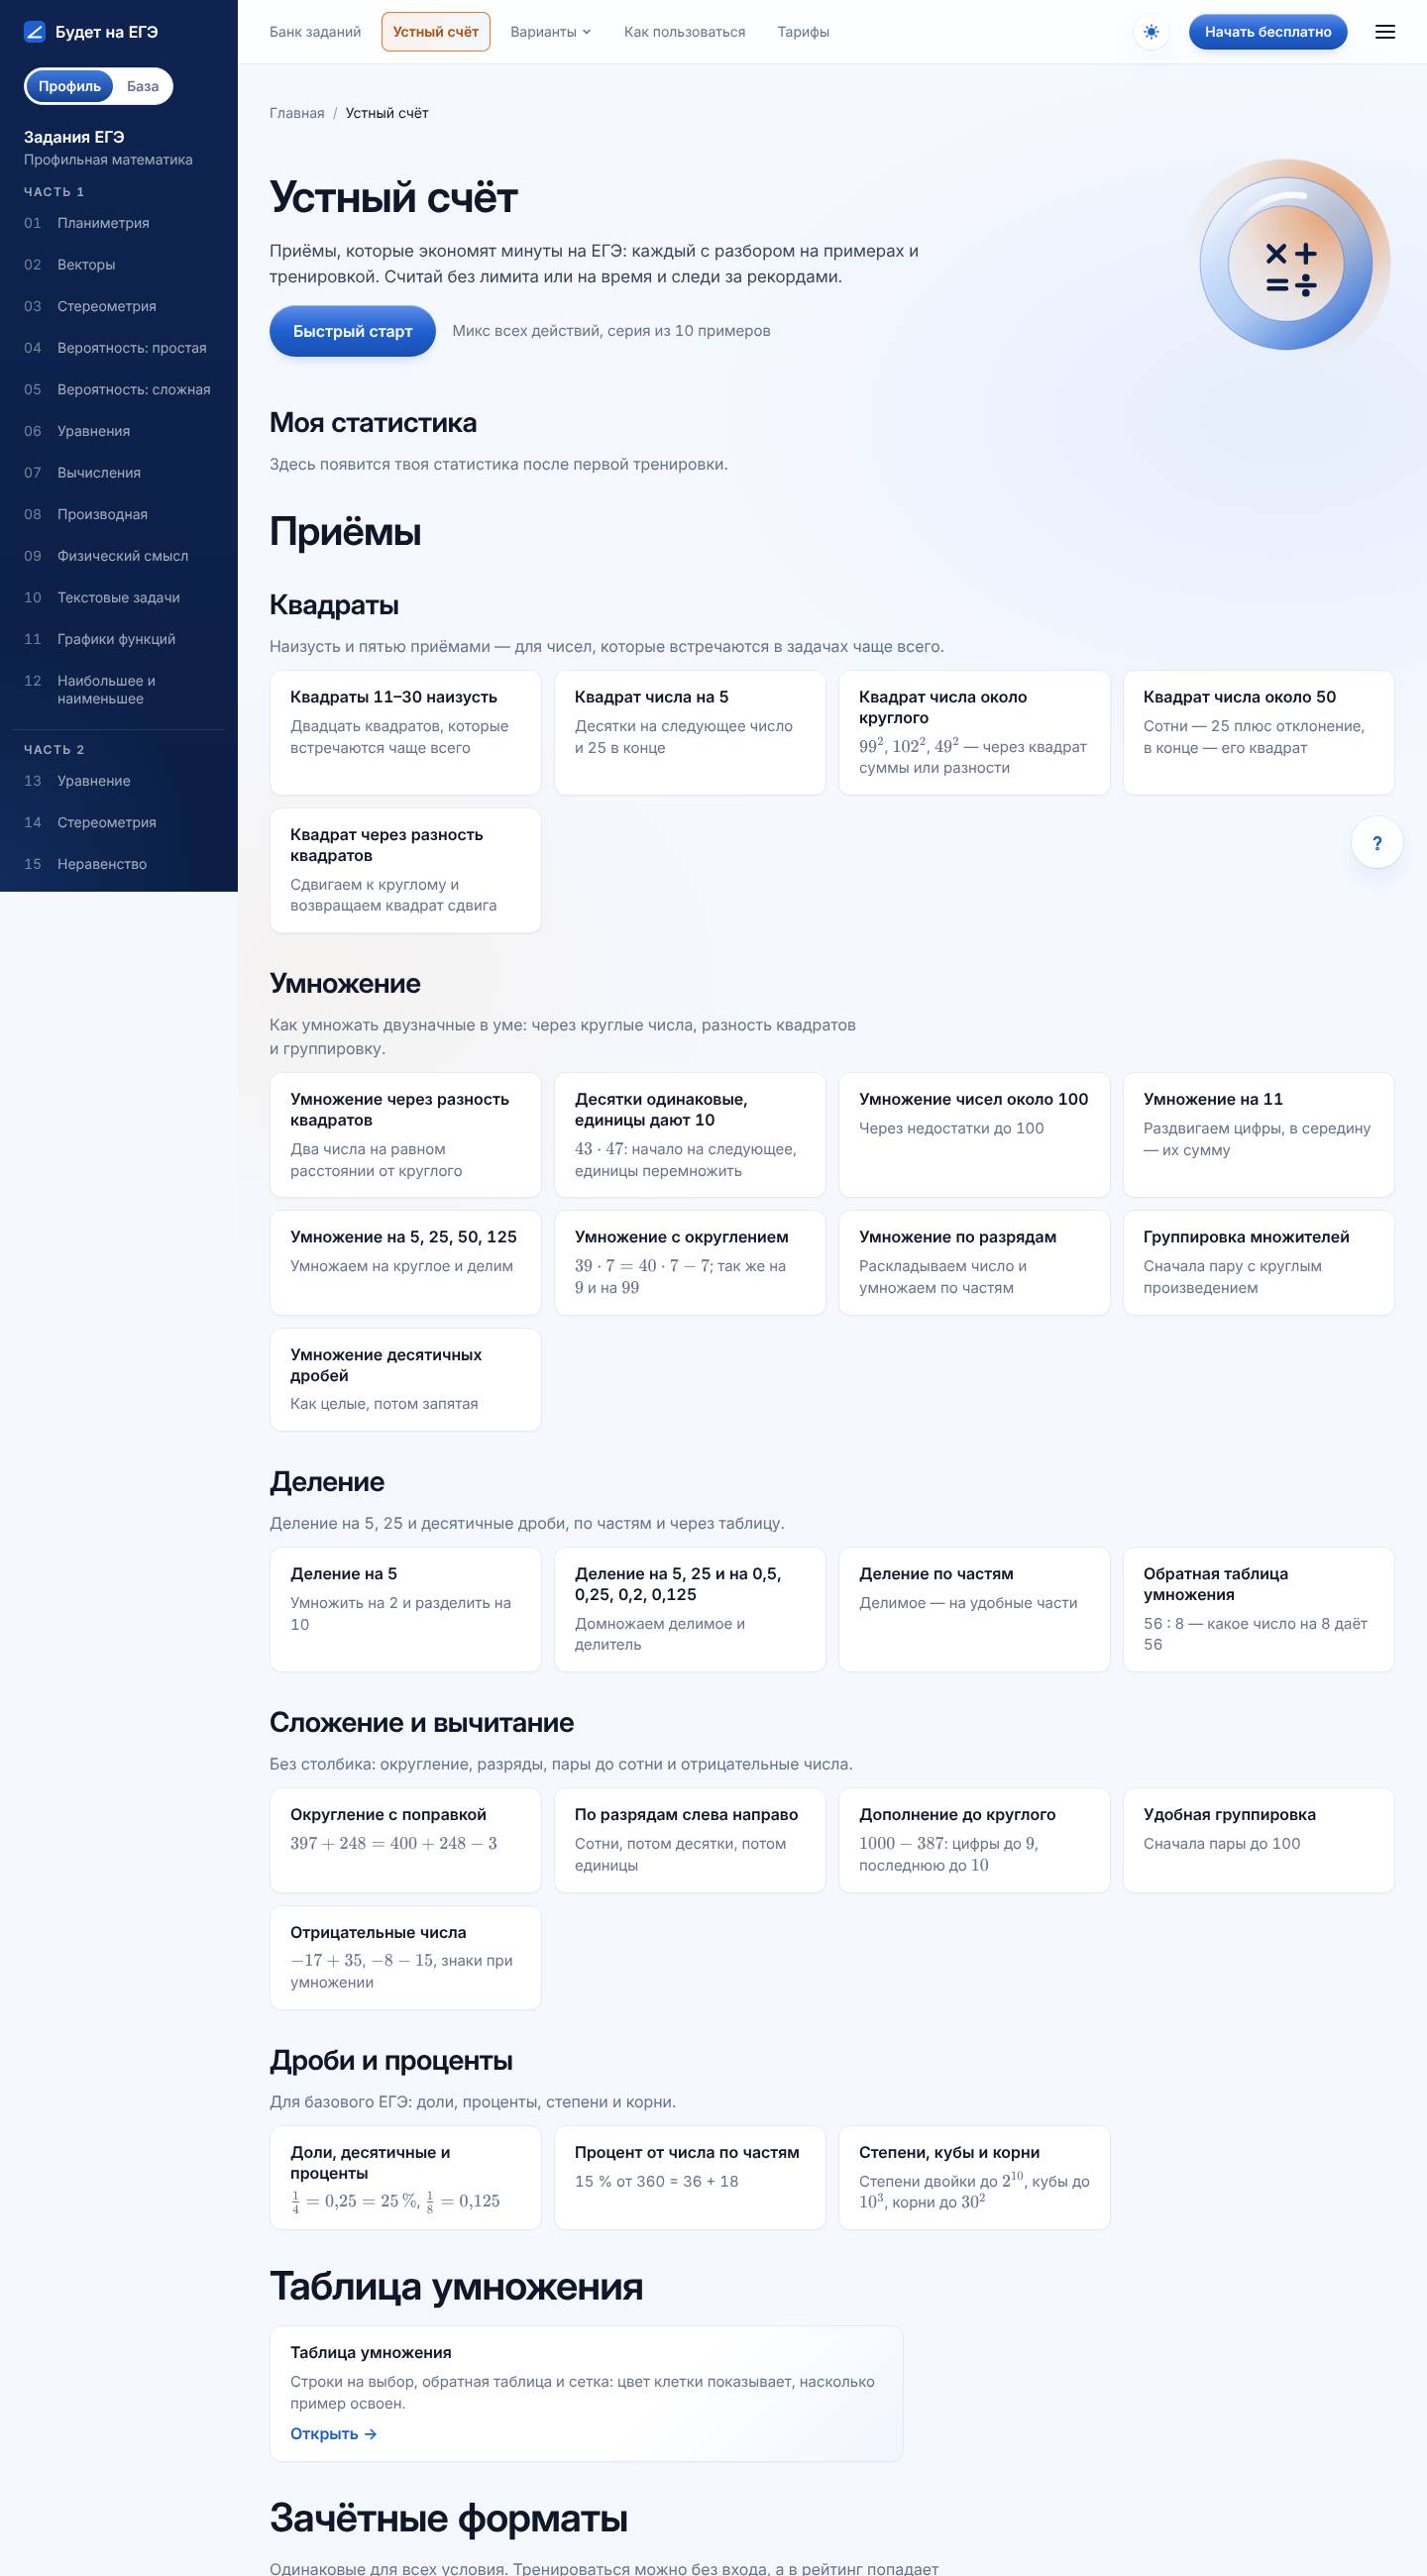 Будет на ЕГЭ
Профиль База
Задания ЕГЭ
Профильная математика
ЧАСТЬ 1
01 Планиметрия
02 Векторы
03 Стереометрия
04 Вероятность: простая
05 Вероятность: сложная
06 Уравнения
07 Вычисления
08 Производная
09 Физический смысл
10 Текстовые задачи
11 Графики функций
12 Наибольшее и
наименьшее
ЧАСТЬ 2
13 Уравнение
14 Стереометрия
15 Неравенство
Банк заданий Устный счёт Варианты Как пользоваться Тарифы Начать бесплатно
Главная / Устный счёт
Устный счёт
Приёмы, которые экономят минуты на ЕГЭ: каждый с разбором на примерах и
тренировкой. Считай без лимита или на время и следи за рекордами.
Быстрый старт Микс всех действий, серия из 10 примеров
×+
=÷
Моя статистика
Здесь появится твоя статистика после первой тренировки.
Приёмы
Квадраты
Наизусть и пятью приёмами — для чисел, которые встречаются в задачах чаще всего.
Квадраты 11–30 наизусть
Двадцать квадратов, которые
встречаются чаще всего
Квадрат числа на 5
Десятки на следующее число
и 25 в конце
Квадрат числа около
круглого
99², 102², 49² — через квадрат
суммы или разности
Квадрат числа около 50
Сотни — 25 плюс отклонение,
в конце — его квадрат
Квадрат через разность
квадратов
Сдвигаем к круглому и
возвращаем квадрат сдвига
?
Умножение
Как умножать двузначные в уме: через круглые числа, разность квадратов
и группировку.
Умножение через разность
квадратов
Два числа на равном
расстоянии от круглого
Десятки одинаковые,
единицы дают 10
43 · 47: начало на следующее,
единицы перемножить
Умножение чисел около 100
Через недостатки до 100
Умножение на 11
Раздвигаем цифры, в середину
— их сумму
Умножение на 5, 25, 50, 125
Умножаем на круглое и делим
Умножение с округлением
39 · 7 = 40 · 7 − 7; так же на
9 и на 99
Умножение по разрядам
Раскладываем число и
умножаем по частям
Группировка множителей
Сначала пару с круглым
произведением
Умножение десятичных
дробей
Как целые, потом запятая
Деление
Деление на 5, 25 и десятичные дроби, по частям и через таблицу.
Деление на 5
Умножить на 2 и разделить на
10
Деление на 5, 25 и на 0,5,
0,25, 0,2, 0,125
Домножаем делимое и
делитель
Деление по частям
Делимое — на удобные части
Обратная таблица
умножения
56 : 8 — какое число на 8 даёт
56
Сложение и вычитание
Без столбика: округление, разряды, пары до сотни и отрицательные числа.
Округление с поправкой
397 + 248 = 400 + 248 − 3
По разрядам слева направо
Сотни, потом десятки, потом
единицы
Дополнение до круглого
1000 − 387: цифры до 9,
последнюю до 10
Удобная группировка
Сначала пары до 100
Отрицательные числа
−17 + 35, −8 − 15, знаки при
умножении
Дроби и проценты
Для базового ЕГЭ: доли, проценты, степени и корни.
Доли, десятичные и
проценты
1/4 = 0,25 = 25 %, 1/8 = 0,125
Процент от числа по частям
15 % от 360 = 36 + 18
Степени, кубы и корни
Степени двойки до 2¹⁰, кубы до
10³, корни до 30²
Таблица умножения
Таблица умножения
Строки на выбор, обратная таблица и сетка: цвет клетки показывает, насколько
пример освоен.
Открыть →
Зачётные форматы
Одинаковые для всех условия. Тренироваться можно без входа, а в рейтинг попадает